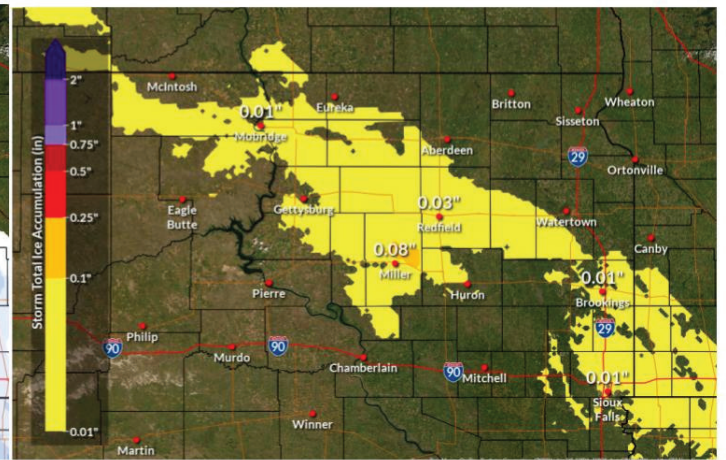 Storm Total Ice Accumulation (in)
2"
1"
0.75"
0.5"
0.25"
0.1"
0.01"
McIntosh
0.01"
Mobridge
Eureka
Britton
Wheaton
Sisseton
29
Aberdeen
Ortonville
Eagle
Butte
Gettysburg
0.03"
Redfield
Watertown
Canby
0.08"
Miller
Pierre
Huron
0.01"
Brookings
29
Philip
90
Murdo
90
Chamberlain
90
Mitchell
0.01"
Sioux
Falls
Winner
Martin